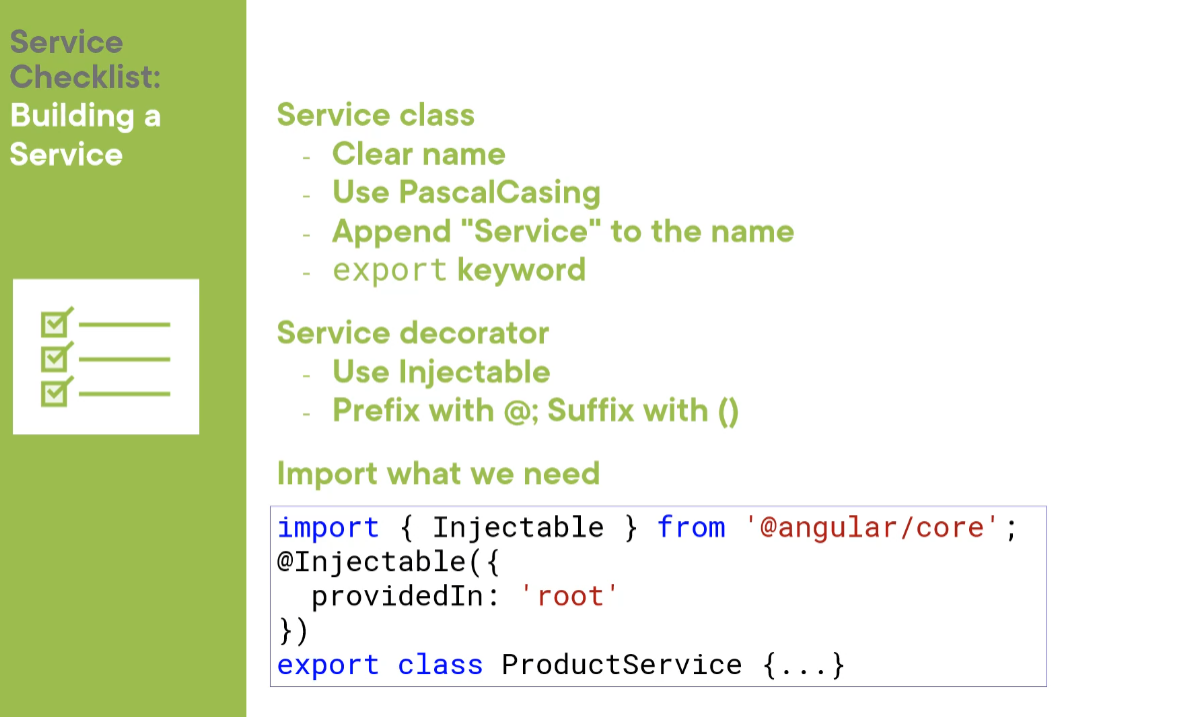 Service
Checklist:
Building a
Service
Service class
- Clear name
- Use PascalCasing
- Append "Service" to the name
- export keyword
Service decorator
- Use Injectable
- Prefix with @; Suffix with ()
Import what we need
import { Injectable } from '@angular/core';
@Injectable({
  providedIn: 'root'
})
export class ProductService {...}